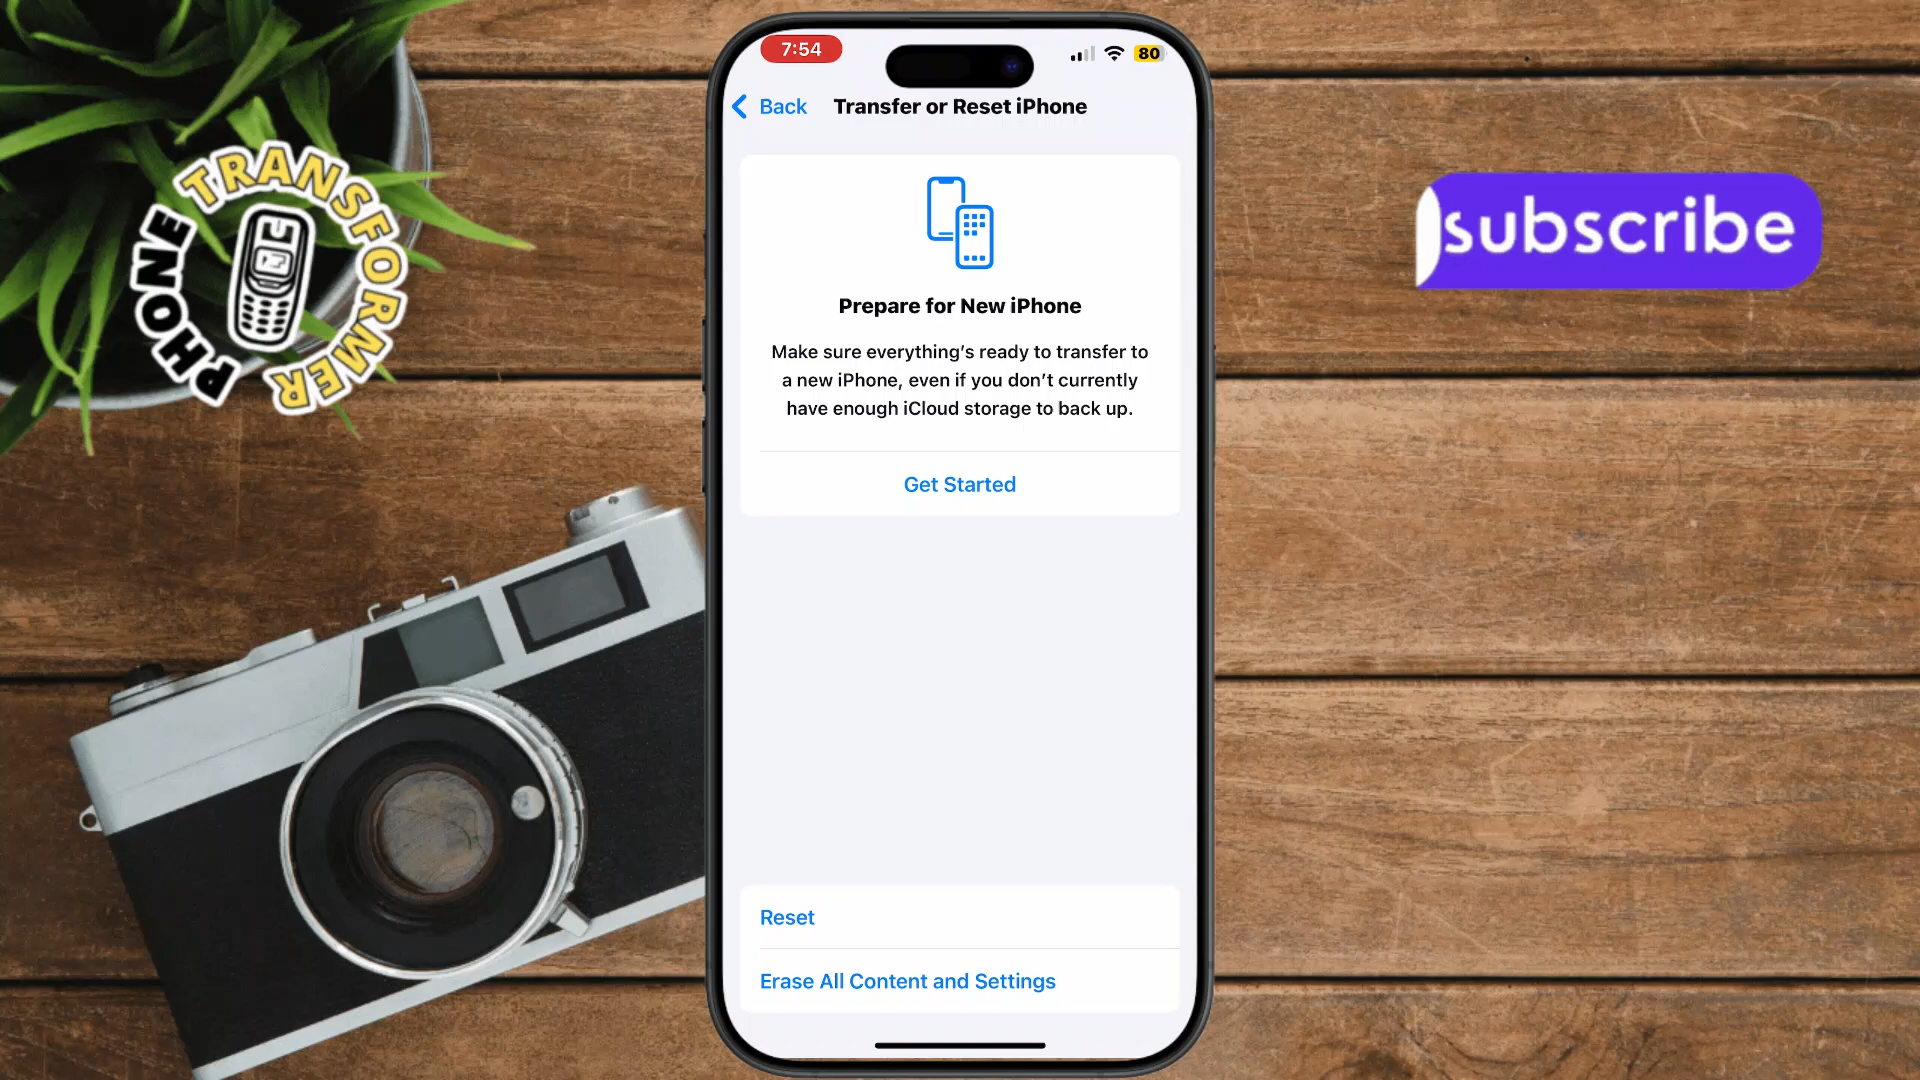 PHONE TRANSFORMER
7:54
80
Back
Transfer or Reset iPhone
Prepare for New iPhone
Make sure everything's ready to transfer to
a new iPhone, even if you don't currently
have enough iCloud storage to back up.
Get Started
Reset
Erase All Content and Settings
subscribe